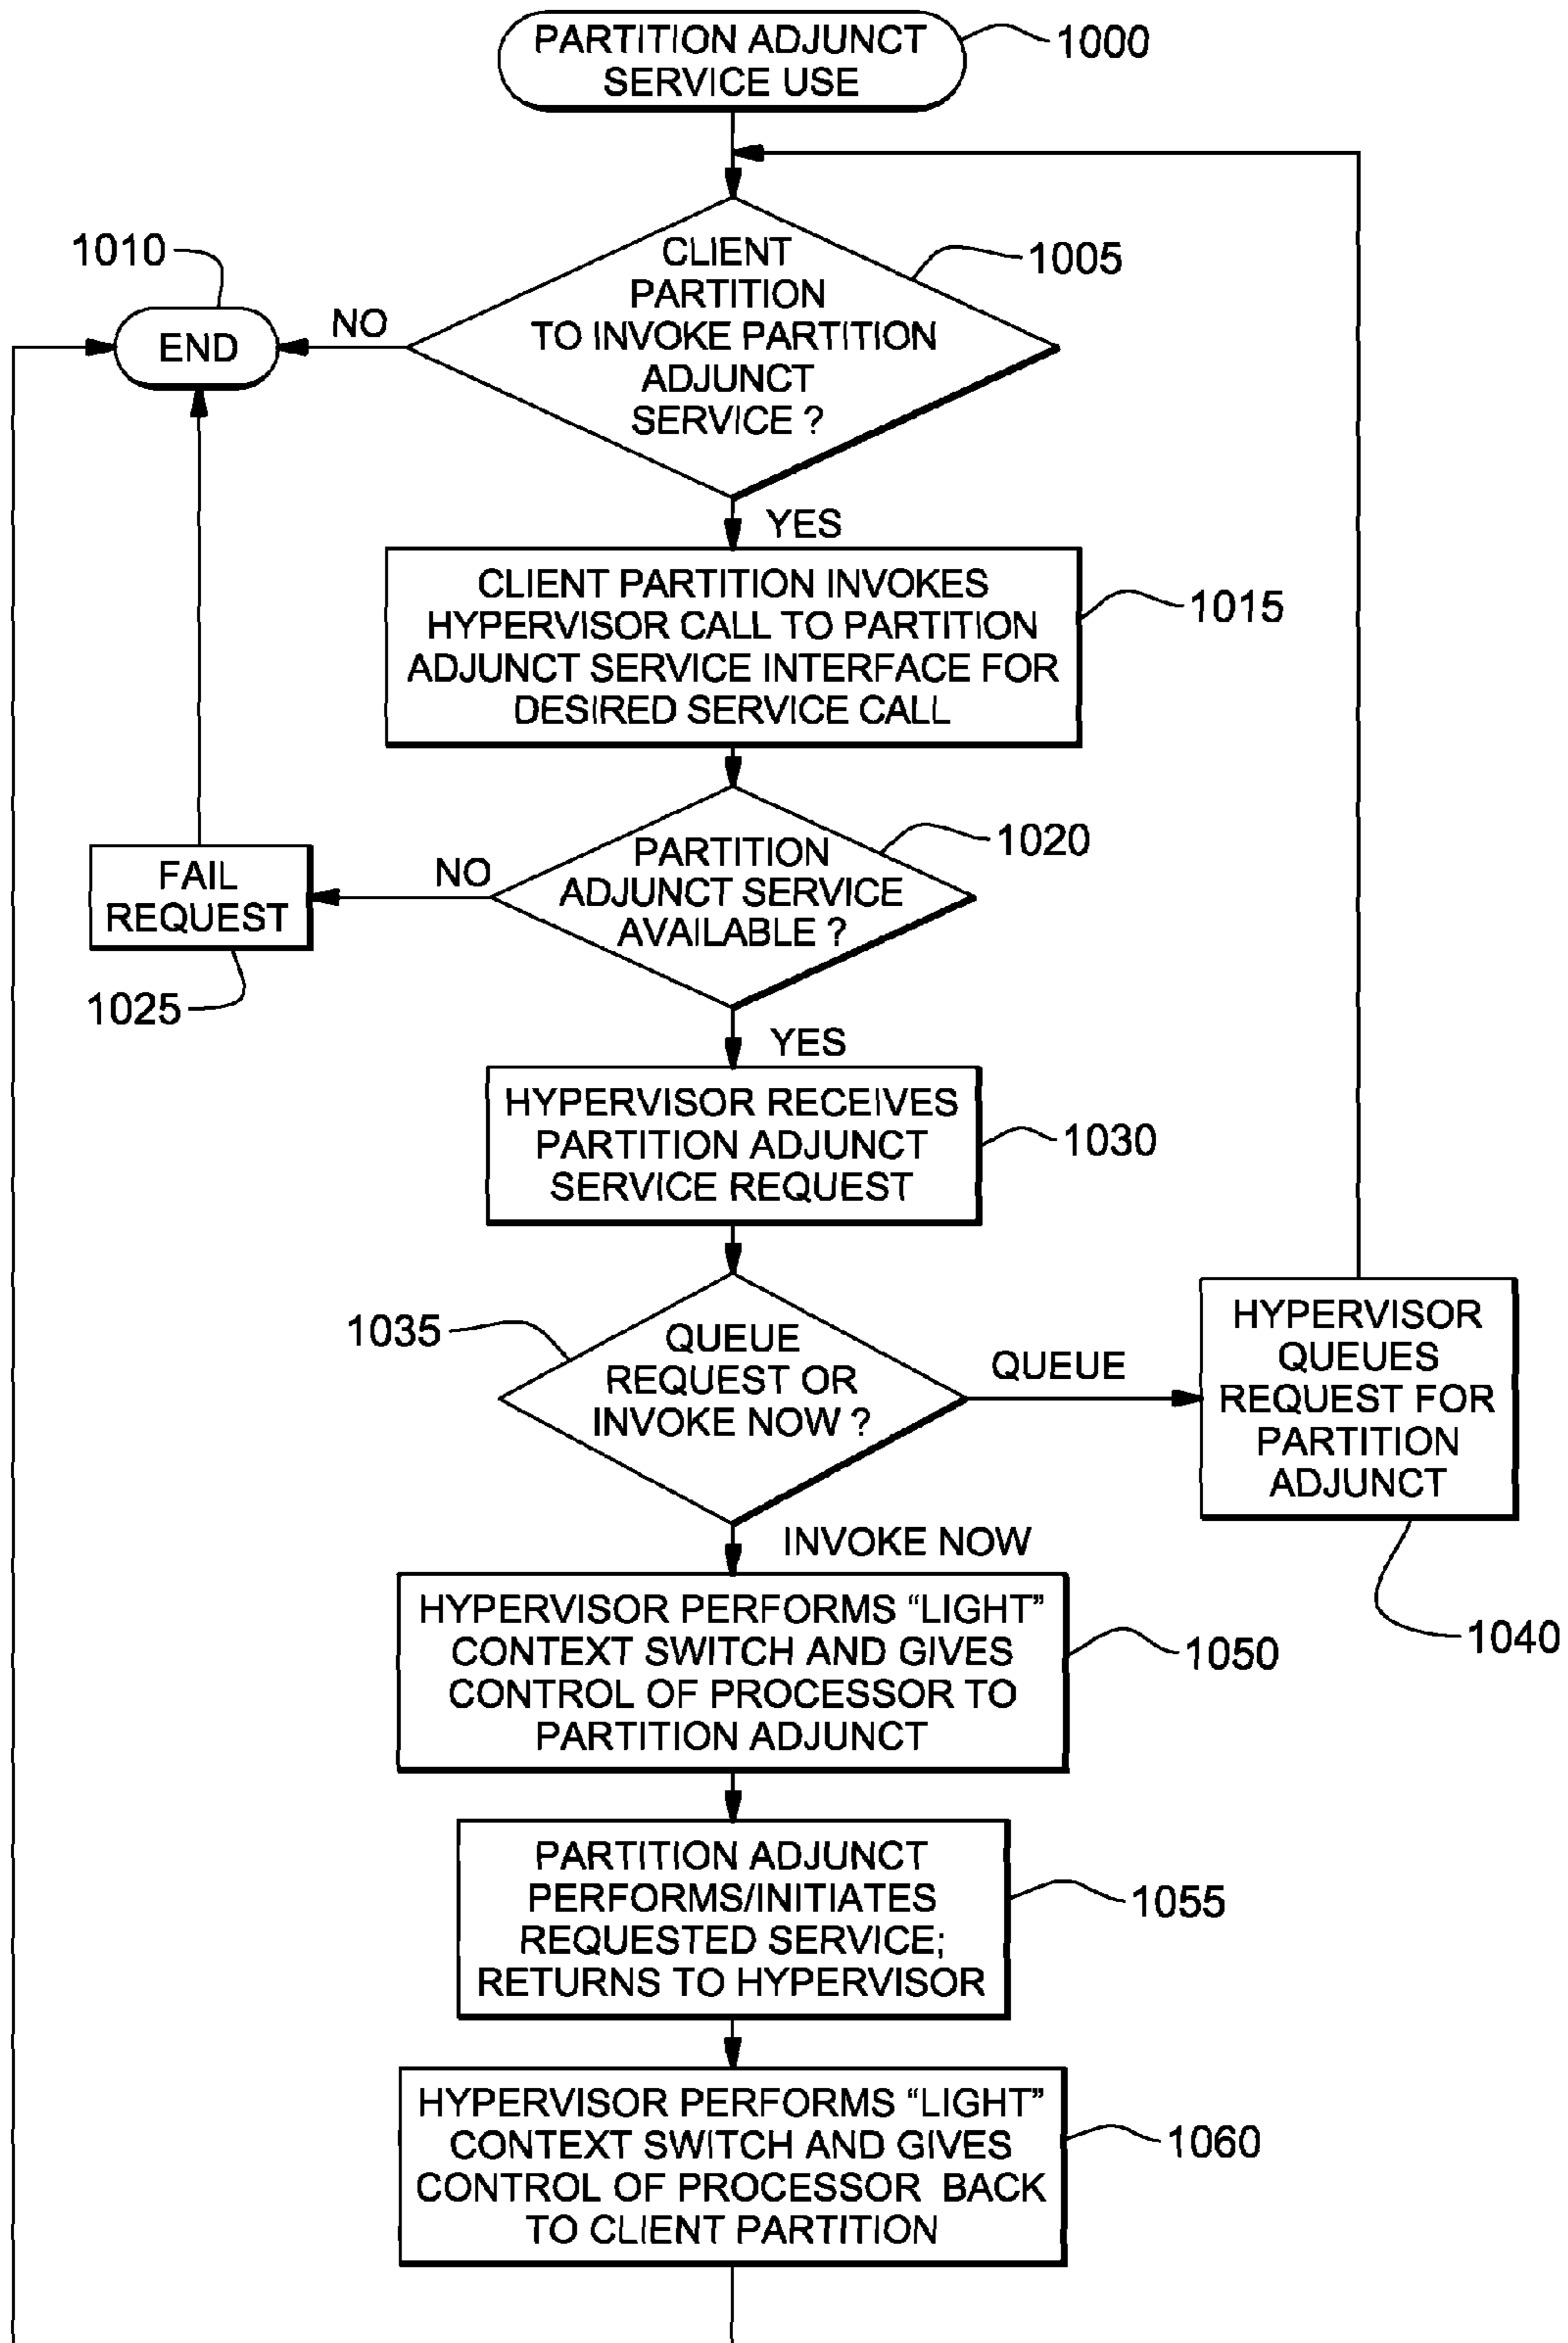 PARTITION ADJUNCT
SERVICE USE
1000
1010
END
NO
CLIENT
PARTITION
TO INVOKE PARTITION
ADJUNCT
SERVICE ?
1005
YES
CLIENT PARTITION INVOKES
HYPERVISOR CALL TO PARTITION
ADJUNCT SERVICE INTERFACE FOR
DESIRED SERVICE CALL
1015
PARTITION
ADJUNCT SERVICE
AVAILABLE ?
1020
NO
FAIL
REQUEST
1025
YES
HYPERVISOR RECEIVES
PARTITION ADJUNCT
SERVICE REQUEST
1030
1035
QUEUE
REQUEST OR
INVOKE NOW ?
QUEUE
HYPERVISOR
QUEUES
REQUEST FOR
PARTITION
ADJUNCT
1040
INVOKE NOW
HYPERVISOR PERFORMS “LIGHT”
CONTEXT SWITCH AND GIVES
CONTROL OF PROCESSOR TO
PARTITION ADJUNCT
1050
PARTITION ADJUNCT
PERFORMS/INITIATES
REQUESTED SERVICE;
RETURNS TO HYPERVISOR
1055
HYPERVISOR PERFORMS “LIGHT”
CONTEXT SWITCH AND GIVES
CONTROL OF PROCESSOR BACK
TO CLIENT PARTITION
1060